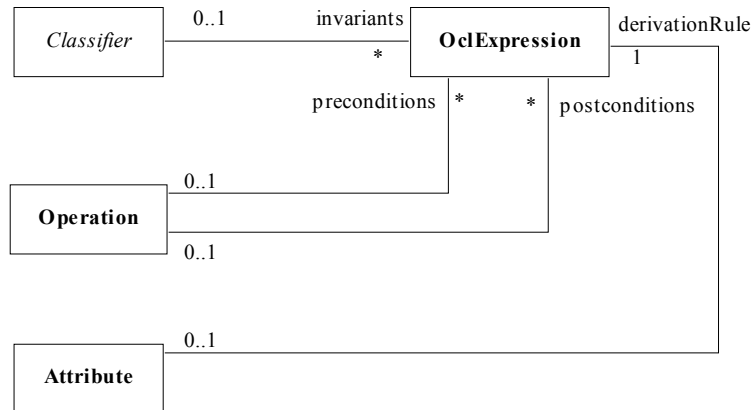 0..1
invariants
derivationRule
Classifier
OclExpression
*
1
preconditions
*
*
postconditions
0..1
Operation
0..1
0..1
Attribute